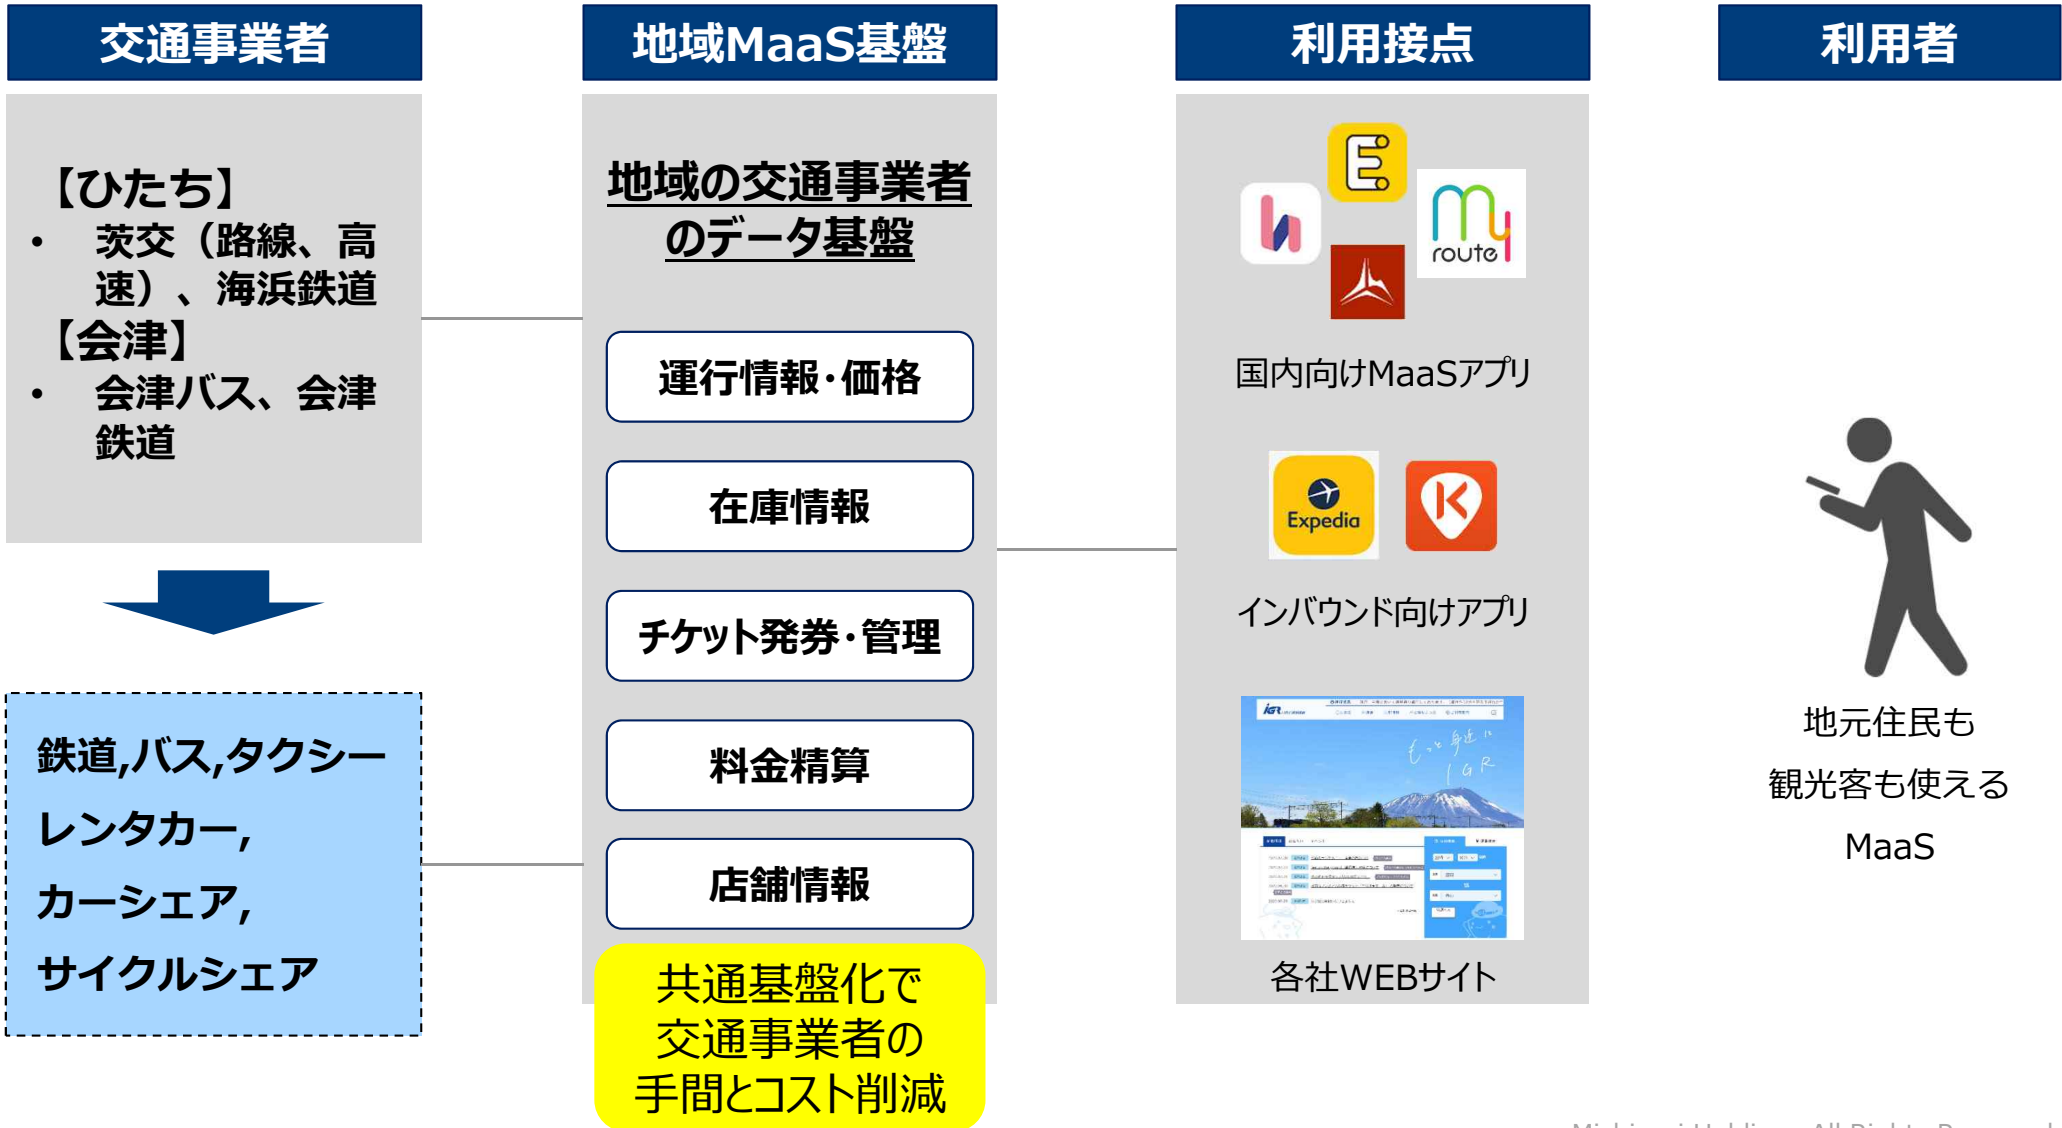 交通事業者
【ひたち】
• 茨交（路線、高
速）、海浜鉄道
【会津】
• 会津バス、会津
鉄道
鉄道,バス,タクシー
レンタカー,
カーシェア,
サイクルシェア
地域MaaS基盤
地域の交通事業者
のデータ基盤
運行情報･価格
在庫情報
チケット発券･管理
料金精算
店舗情報
共通基盤化で
交通事業者の
手間とコスト削減
利用接点
my
route
国内向けMaaSアプリ
Expedia
インバウンド向けアプリ
IGR
もっと身近に
IGR
各社WEBサイト
利用者
地元住民も
観光客も使える
MaaS